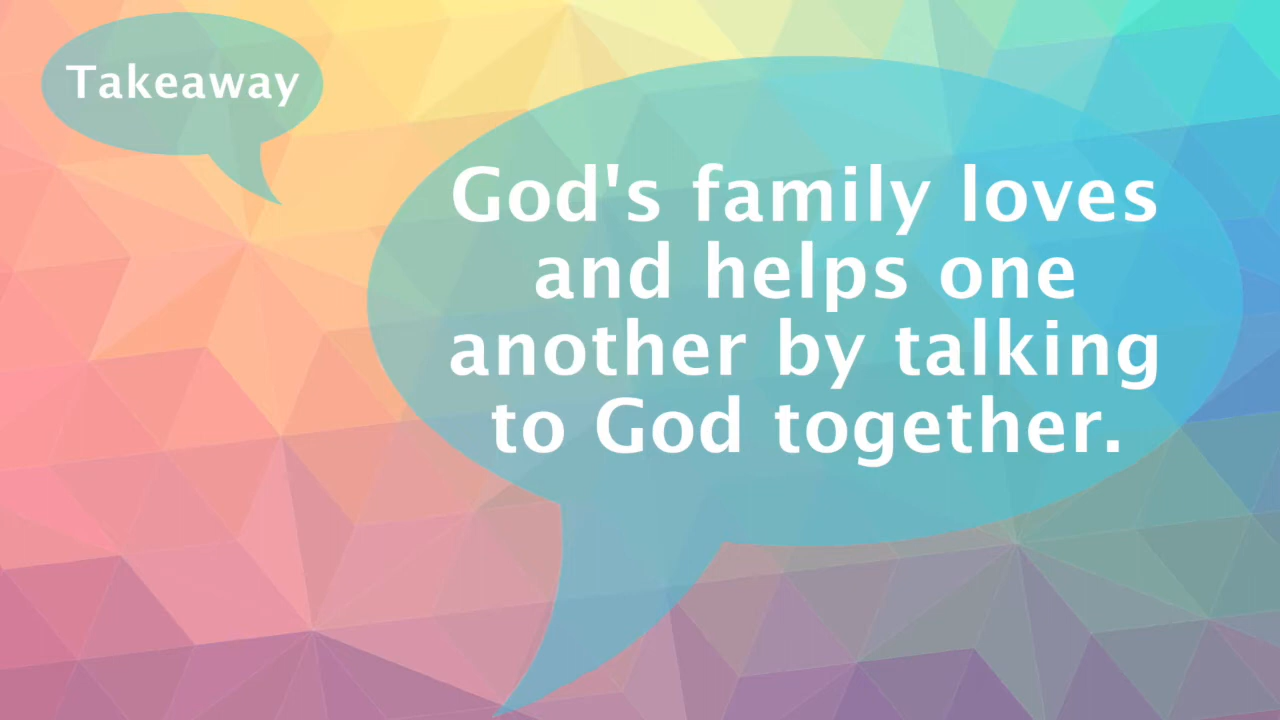 Takeaway
God's family loves
and helps one
another by talking
to God together.